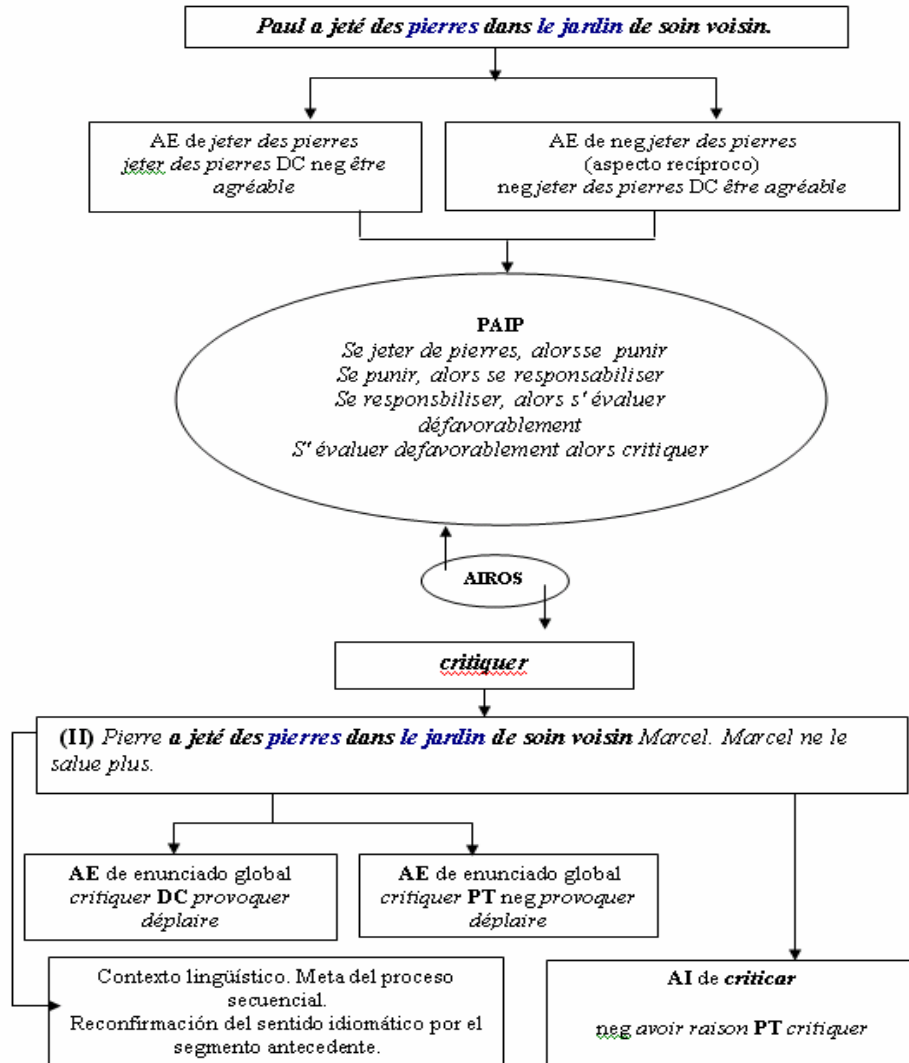 Paul a jeté des pierres dans le jardin de soin voisin.
AE de jeter des pierres
jeter des pierres DC neg être
agréable
AE de neg jeter des pierres
(aspecto recíproco)
neg jeter des pierres DC être agréable
PAIP
Se jeter de pierres, alorsse punir
Se punir, alors se responsabiliser
Se responsbiliser, alors s' évaluer
défavorablement
S' évaluer defavorablement alors critiquer
AIROS
critiquer
(II) Pierre a jeté des pierres dans le jardin de soin voisin Marcel. Marcel ne le
salue plus.
AE de enunciado global
critiquer DC provoquer
déplaire
AE de enunciado global
critiquer PT neg provoquer
déplaire
Contexto lingüístico. Meta del proceso
secuencial.
Reconfirmación del sentido idiomático por el
segmento antecedente.
AI de criticar
neg avoir raison PT critiquer